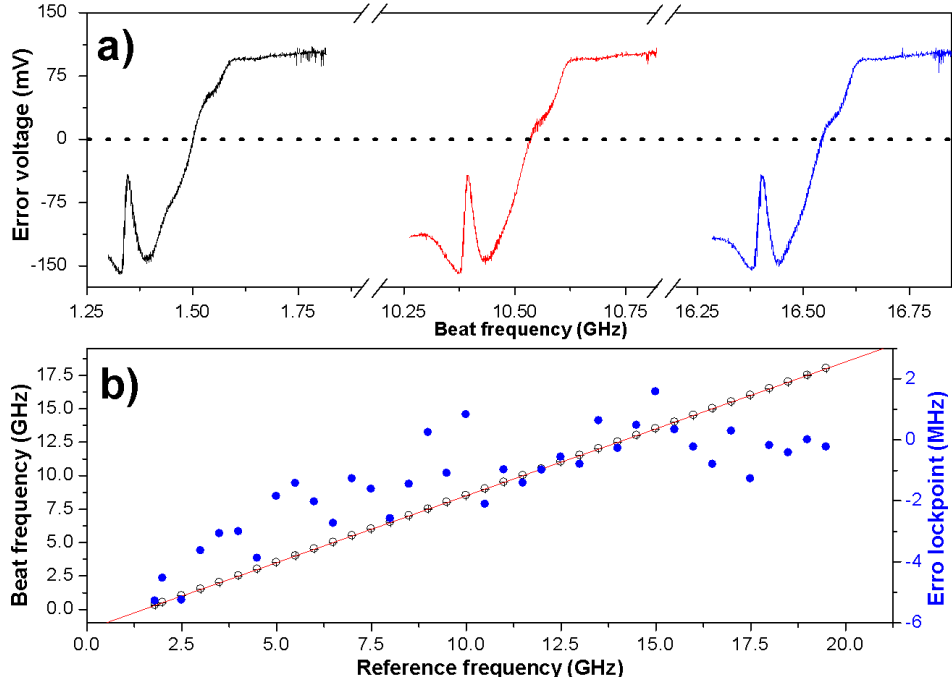 150
75
0
-75
-150
Error voltage (mV)
a)
1.25 1.50 1.75 10.25 10.50 10.75 16.25 16.50 16.75
Beat frequency (GHz)
b)
17.5
15.0
12.5
10.0
7.5
5.0
2.5
0.0
Beat frequency (GHz)
2
0
-2
-4
-6
Erro lockpoint (MHz)
0.0 2.5 5.0 7.5 10.0 12.5 15.0 17.5 20.0
Reference frequency (GHz)